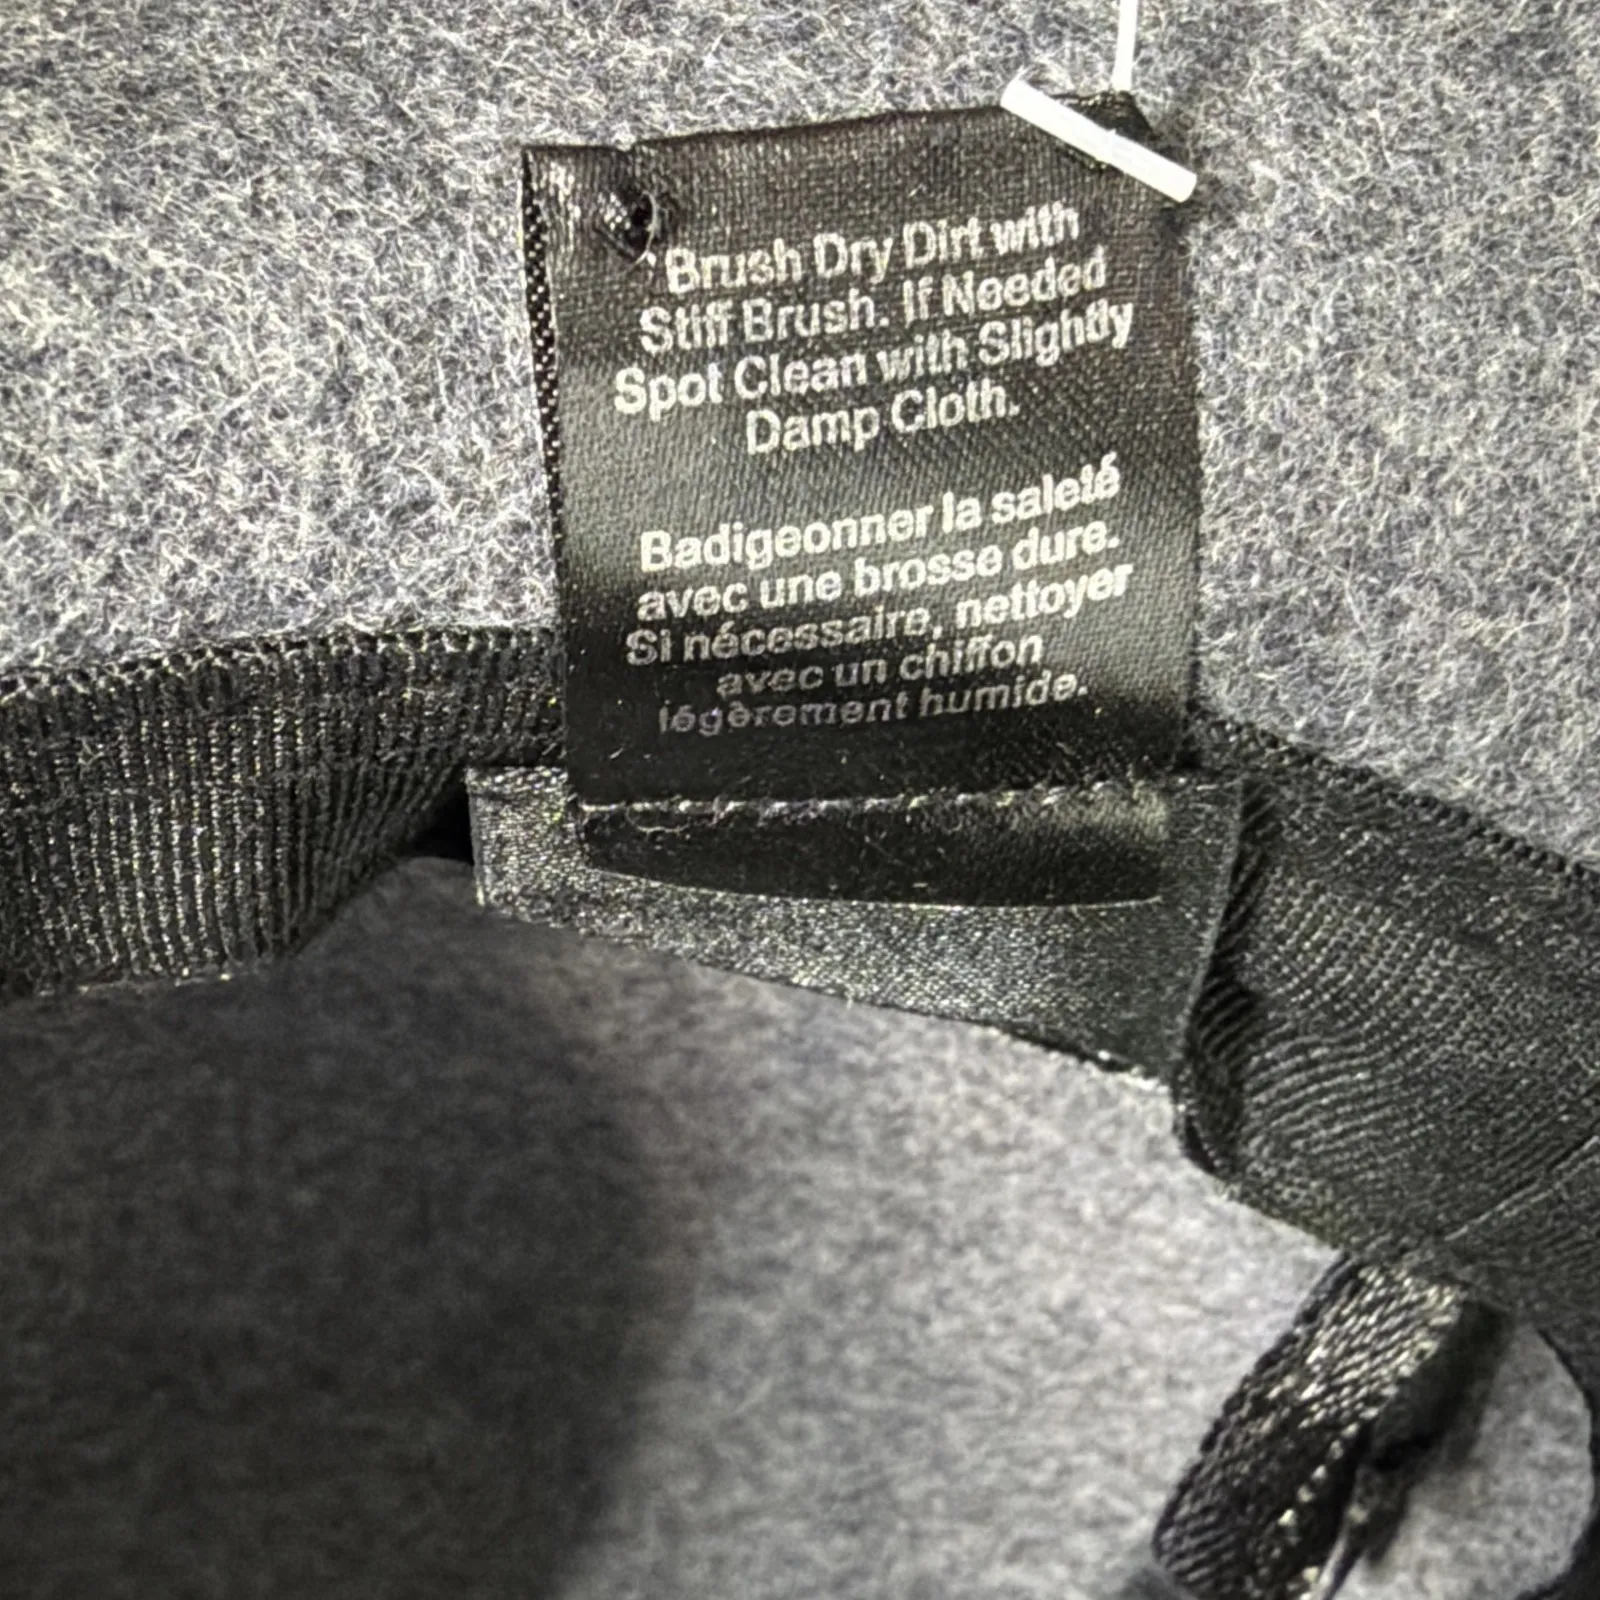 Brush Dry Dirt with
Stiff Brush. If Needed
Spot Clean with Slightly
Damp Cloth.
Badigeonner la saleté
avec une brosse dure.
Si nécessaire, nettoyer
avec un chiffon
légèrement humide.